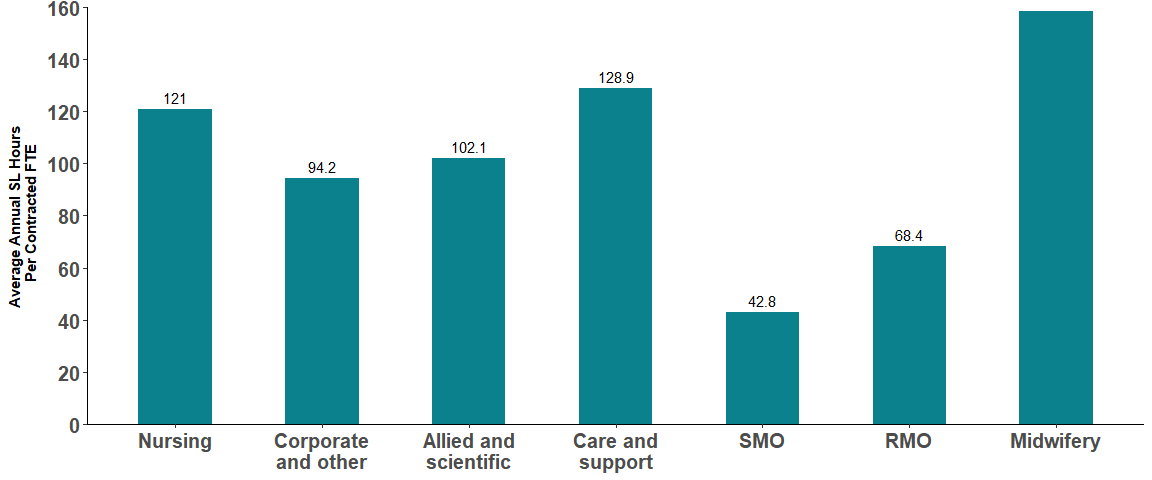 160
140
120
100
80
60
40
20
0
Average Annual SL Hours
Per Contracted FTE
121
94.2
102.1
128.9
42.8
68.4
Nursing
Corporate
and other
Allied and
scientific
Care and
support
SMO
RMO
Midwifery